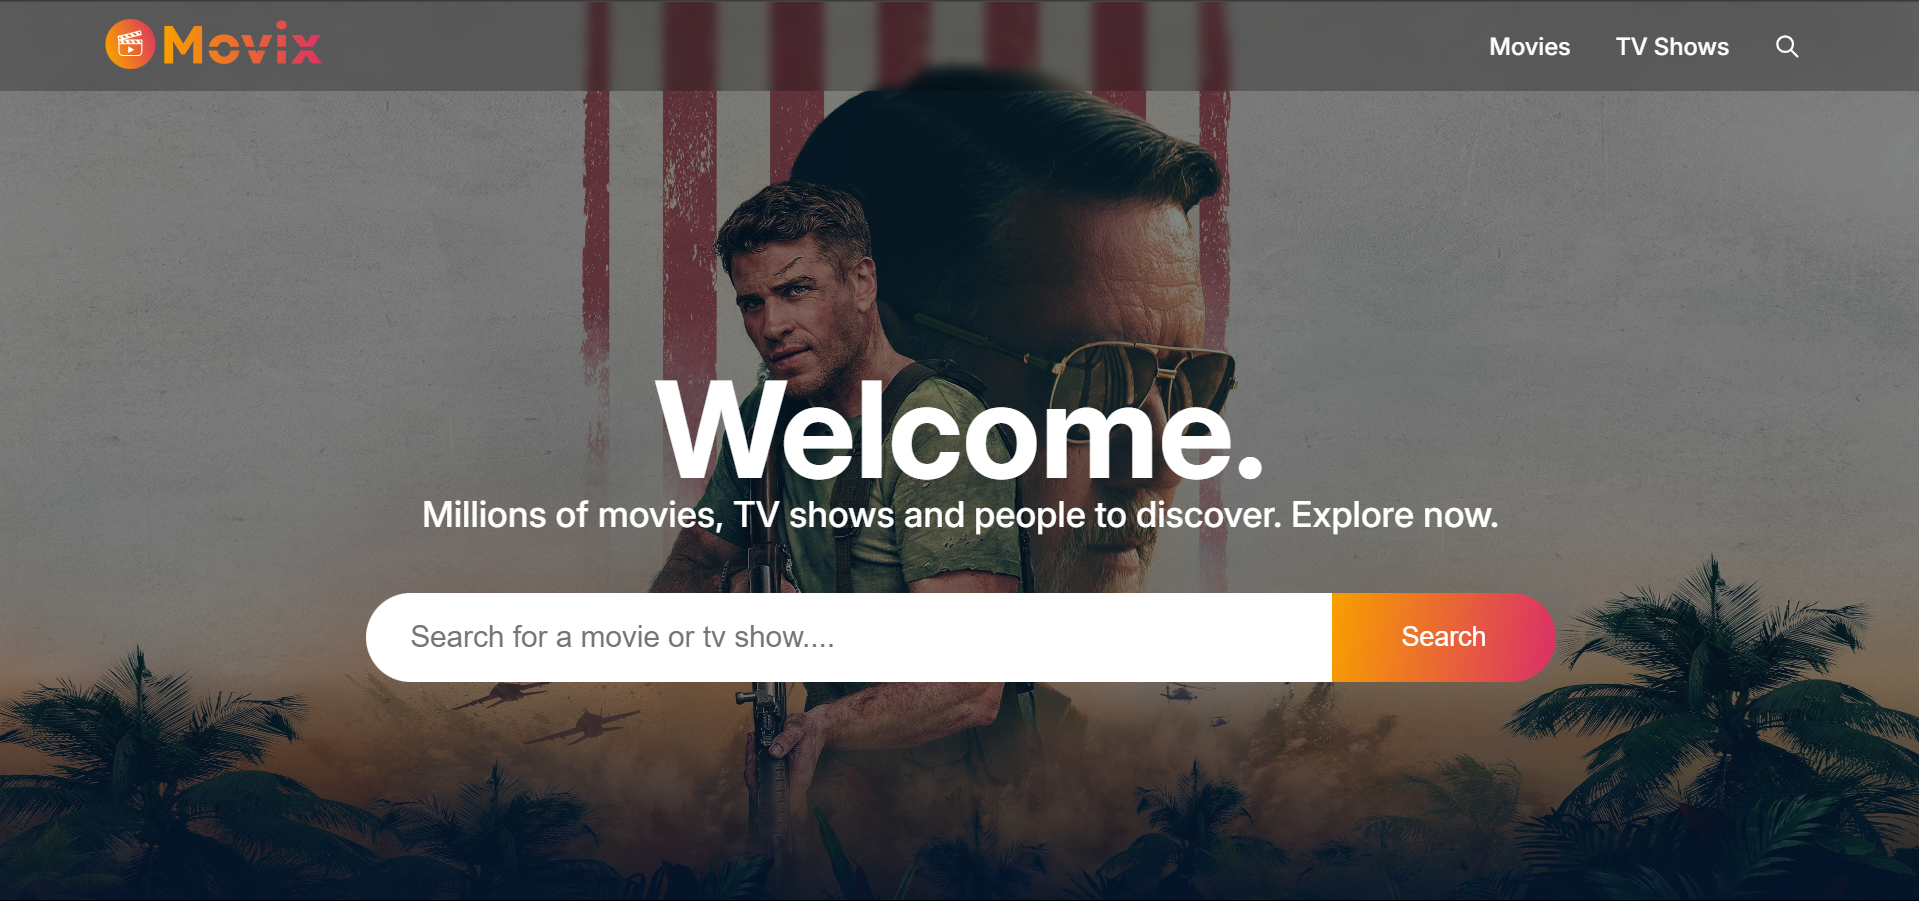 Movix
Movies
TV Shows
Welcome.
Millions of movies, TV shows and people to discover. Explore now.
Search for a movie or tv show....
Search